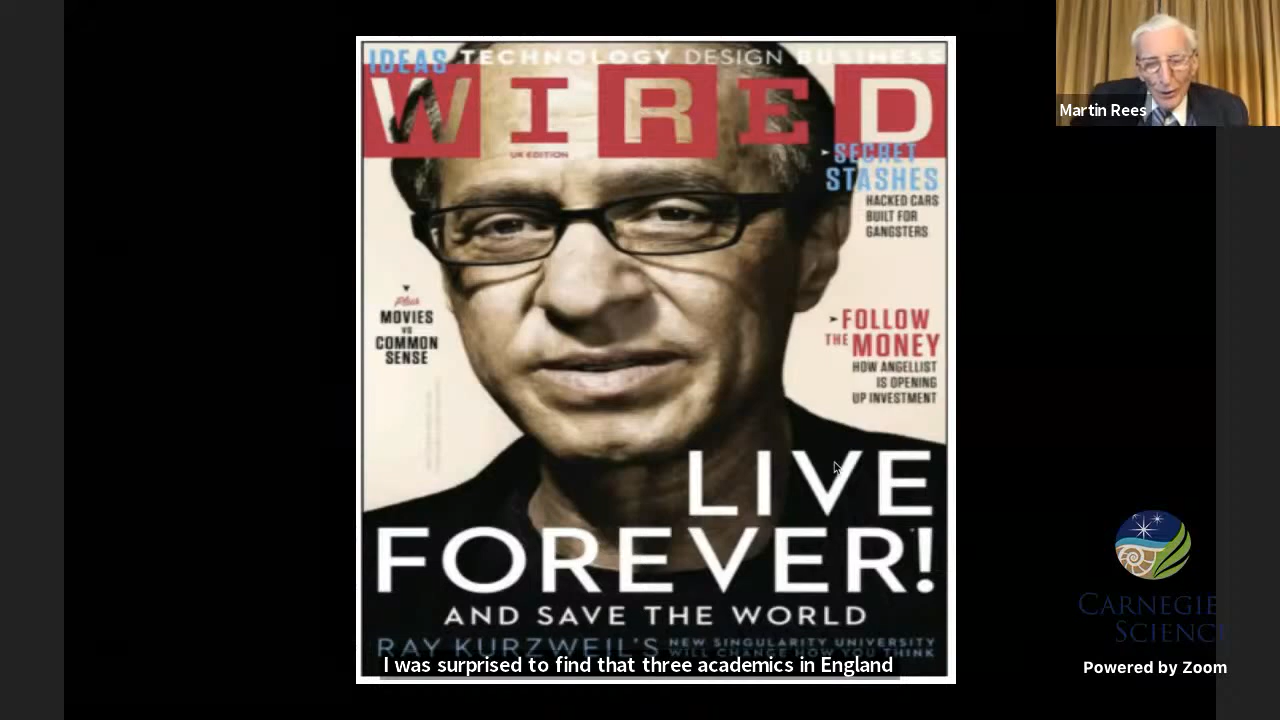 IDEAS TECHNOLOGY DESIGN BUSINESS
WIRED
UK EDITION
SECRET
STASHES
HACKED CARS
BUILT FOR
GANGSTERS
Plus
MOVIES
VS
COMMON
SENSE
FOLLOW
THE MONEY
HOW ANGELLIST
IS OPENING
UP INVESTMENT
LIVE
FOREVER!
AND SAVE THE WORLD
RAY KURZWEIL'S NEW SINGULARITY UNIVERSITY
WILL CHANGE HOW YOU THINK
I was surprised to find that three academics in England
Martin Rees
CARNEGIE
SCIENCE
Powered by Zoom